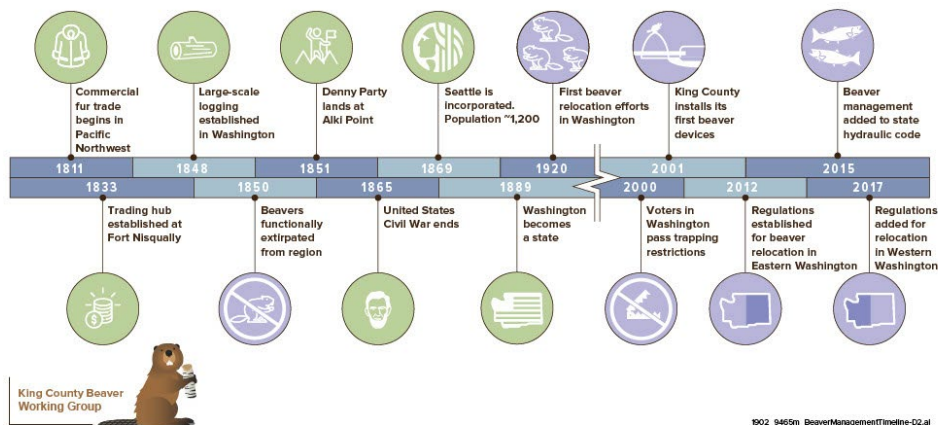 Commercial
fur trade
begins in
Pacific
Northwest
Large-scale
logging
established
in Washington
Denny Party
lands at
Alki Point
Seattle is
incorporated.
Population ~1,200
First beaver
relocation efforts
in Washington
King County
installs its
first beaver
devices
Beaver
management
added to state
hydraulic code
1811
1848
1851
1869
1920
2001
2015
1833
1850
1865
1889
2000
2012
2017
Trading hub
established at
Fort Nisqually
Beavers
functionally
extirpated
from region
United States
Civil War ends
Washington
becomes
a state
Voters in
Washington
pass trapping
restrictions
Regulations
established
for beaver
relocation in
Eastern Washington
Regulations
added for
relocation
in Western
Washington
$
King County Beaver
Working Group
1902_9465m_BeaverManagementTimeline-D2.ai